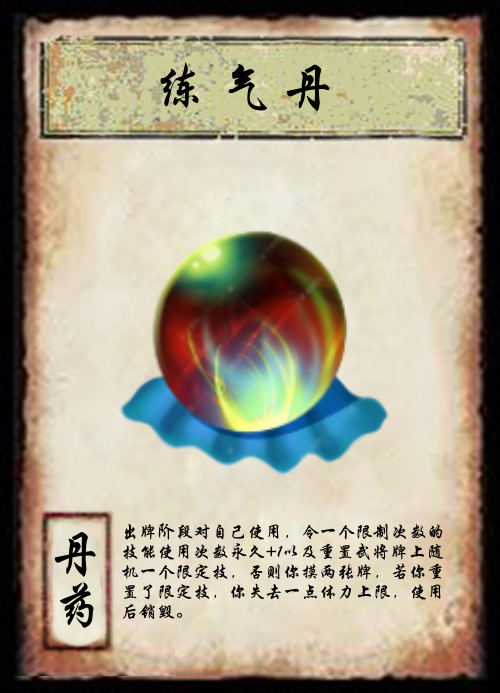 练气丹
丹药
出牌阶段对自己使用，令一个限制次数的
技能使用次数永久+1以及重置武将牌上随
机一个限定技，否则你摸两张牌，若你重
置了限定技，你失去一点体力上限，使用
后销毁。